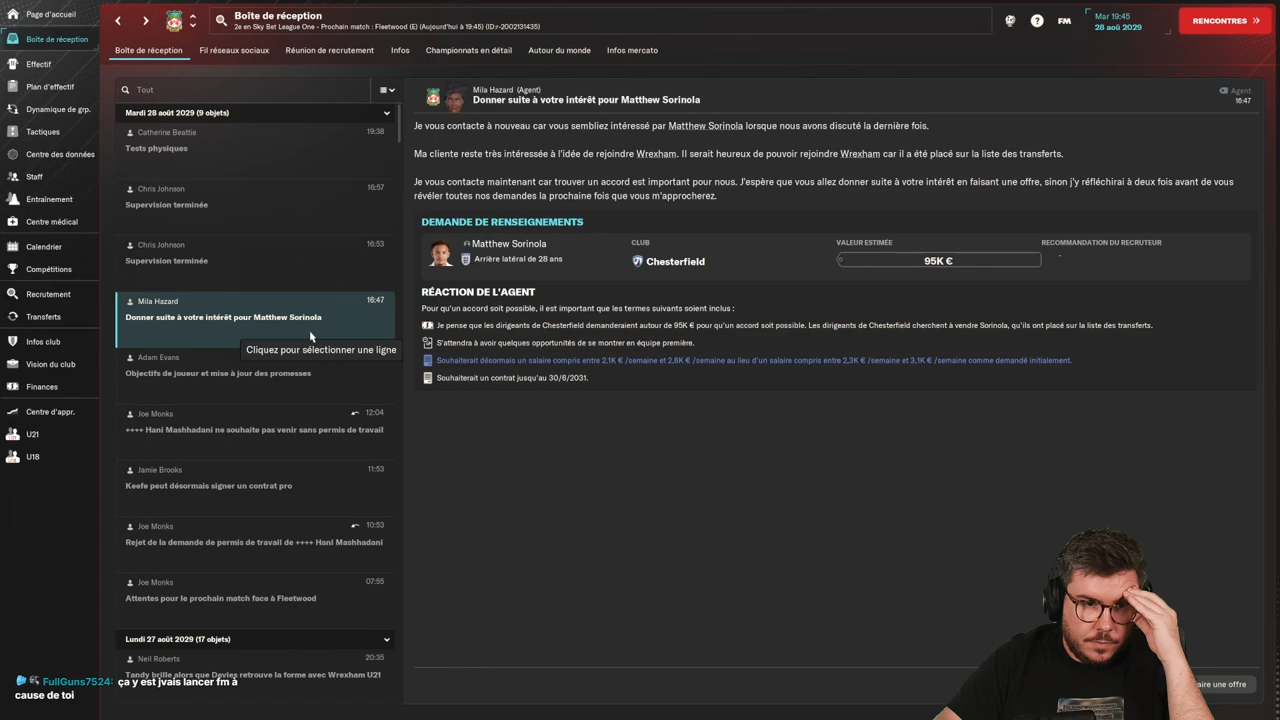 Page d'accueil
Boîte de réception
Effectif
Plan d'effectif
Dynamique de grp.
Tactiques
Centre des données
Staff
Entraînement
Centre médical
Calendrier
Compétitions
Recrutement
Transferts
Infos club
Vision du club
Finances
Centre d'appr.
U21
U18
Boîte de réception
2e en Sky Bet League One - Prochain match : Fleetwood (E) (Aujourd'hui à 19:45) (ID:r-2002131435)
FM
Mar 19:45
28 août 2029
RENCONTRES
Boîte de réception
Fil réseaux sociaux
Réunion de recrutement
Infos
Championnats en détail
Autour du monde
Infos mercato
Tout
Mardi 28 août 2029 (9 objets)
Catherine Beattie 19:38
Tests physiques
Chris Johnson 16:57
Supervision terminée
Chris Johnson 16:53
Supervision terminée
Mila Hazard 16:47
Donner suite à votre intérêt pour Matthew Sorinola
Cliquez pour sélectionner une ligne
Adam Evans
Objectifs de joueur et mise à jour des promesses
Joe Monks 12:04
++++ Hani Mashhadani ne souhaite pas venir sans permis de travail
Jamie Brooks 11:53
Keefe peut désormais signer un contrat pro
Joe Monks 10:53
Rejet de la demande de permis de travail de ++++ Hani Mashhadani
Joe Monks 07:55
Attentes pour le prochain match face à Fleetwood
Lundi 27 août 2029 (17 objets)
Neil Roberts 20:35
Tandy brille alors que Davies retrouve la forme avec Wrexham U21
FullGuns7524: ça y est jvais lancer fm à
cause de toi
Mila Hazard (Agent)
Donner suite à votre intérêt pour Matthew Sorinola
Agent
16:47
Je vous contacte à nouveau car vous sembliez intéressé par Matthew Sorinola lorsque nous avons discuté la dernière fois.
Ma cliente reste très intéressée à l'idée de rejoindre Wrexham. Il serait heureux de pouvoir rejoindre Wrexham car il a été placé sur la liste des transferts.
Je vous contacte maintenant car trouver un accord est important pour nous. J'espère que vous allez donner suite à votre intérêt en faisant une offre, sinon j'y réfléchirai à deux fois avant de vous
révéler toutes nos demandes la prochaine fois que vous m'approcherez.
DEMANDE DE RENSEIGNEMENTS
Matthew Sorinola
Arrière latéral de 28 ans
CLUB
Chesterfield
VALEUR ESTIMÉE
95K €
RECOMMANDATION DU RECRUTEUR
-
RÉACTION DE L'AGENT
Pour qu'un accord soit possible, il est important que les termes suivants soient inclus :
Je pense que les dirigeants de Chesterfield demanderaient autour de 95K € pour qu'un accord soit possible. Les dirigeants de Chesterfield cherchent à vendre Sorinola, qu'ils ont placé sur la liste des transferts.
S'attendra à avoir quelques opportunités de se montrer en équipe première.
Souhaiterait désormais un salaire compris entre 2,1K € /semaine et 2,8K € /semaine au lieu d'un salaire compris entre 2,3K € /semaine et 3,1K € /semaine comme demandé initialement.
Souhaiterait un contrat jusqu'au 30/6/2031.
aire une offre